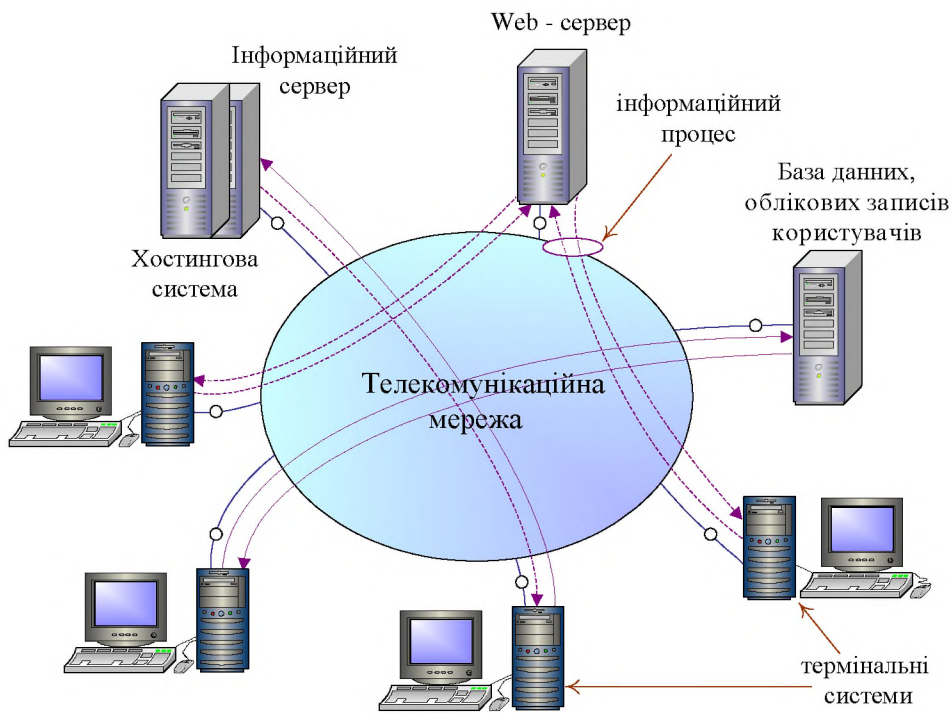 Web - сервер
Інформаційний
сервер
інформаційний
процес
База данних,
облікових записів
користувачів
Хостингова
система
Телекомунікаційна
мережа
термінальні
системи